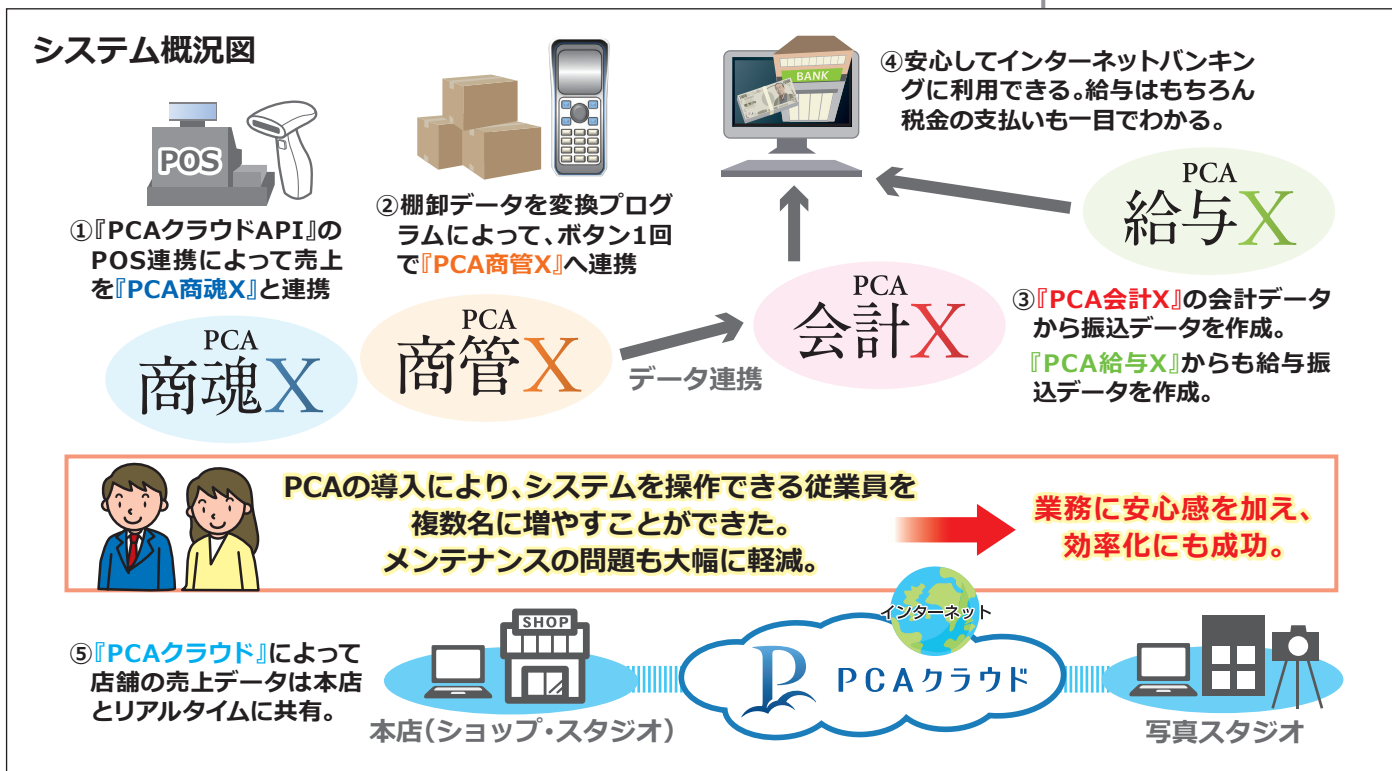 システム概況図
POS
①『PCAクラウドAPI』の
POS連携によって売上
を『PCA商魂X』と連携
②棚卸データを変換プログ
ラムによって、ボタン1回
で『PCA商管X』へ連携
BANK
④安心してインターネットバンキン
グに利用できる。給与はもちろん
税金の支払いも一目でわかる。
PCA
給与X
③『PCA会計X』の会計データ
から振込データを作成。
『PCA給与X』からも給与振
込データを作成。
PCA
商魂X
PCA
商管X
データ連携
PCA
会計X
PCAの導入により、システムを操作できる従業員を
複数名に増やすことができた。
メンテナンスの問題も大幅に軽減。
業務に安心感を加え、
効率化にも成功。
⑤『PCAクラウド』によって
店舗の売上データは本店
とリアルタイムに共有。
SHOP
本店(ショップ・スタジオ)
インターネット
P PCAクラウド
写真スタジオ